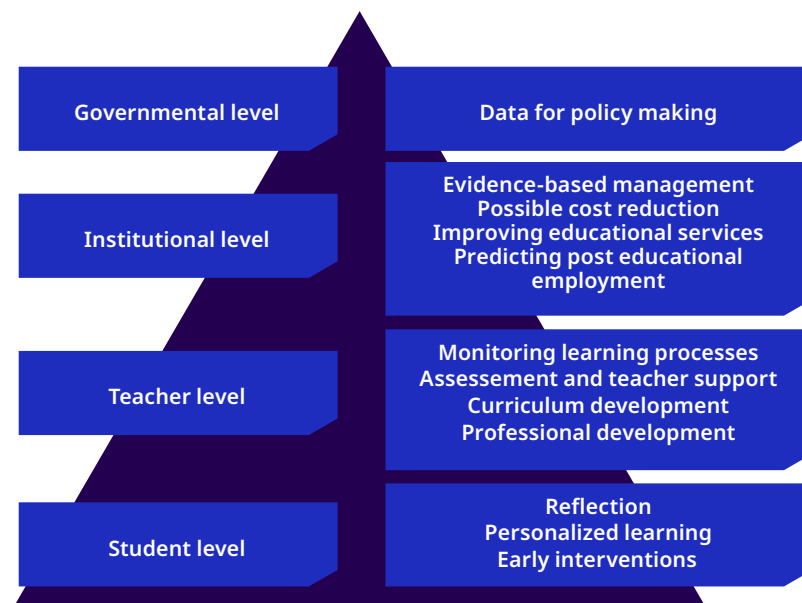 Governmental level
Data for policy making
Institutional level
Evidence-based management
Possible cost reduction
Improving educational services
Predicting post educational
employment
Teacher level
Monitoring learning processes
Assessement and teacher support
Curriculum development
Professional development
Student level
Reflection
Personalized learning
Early interventions